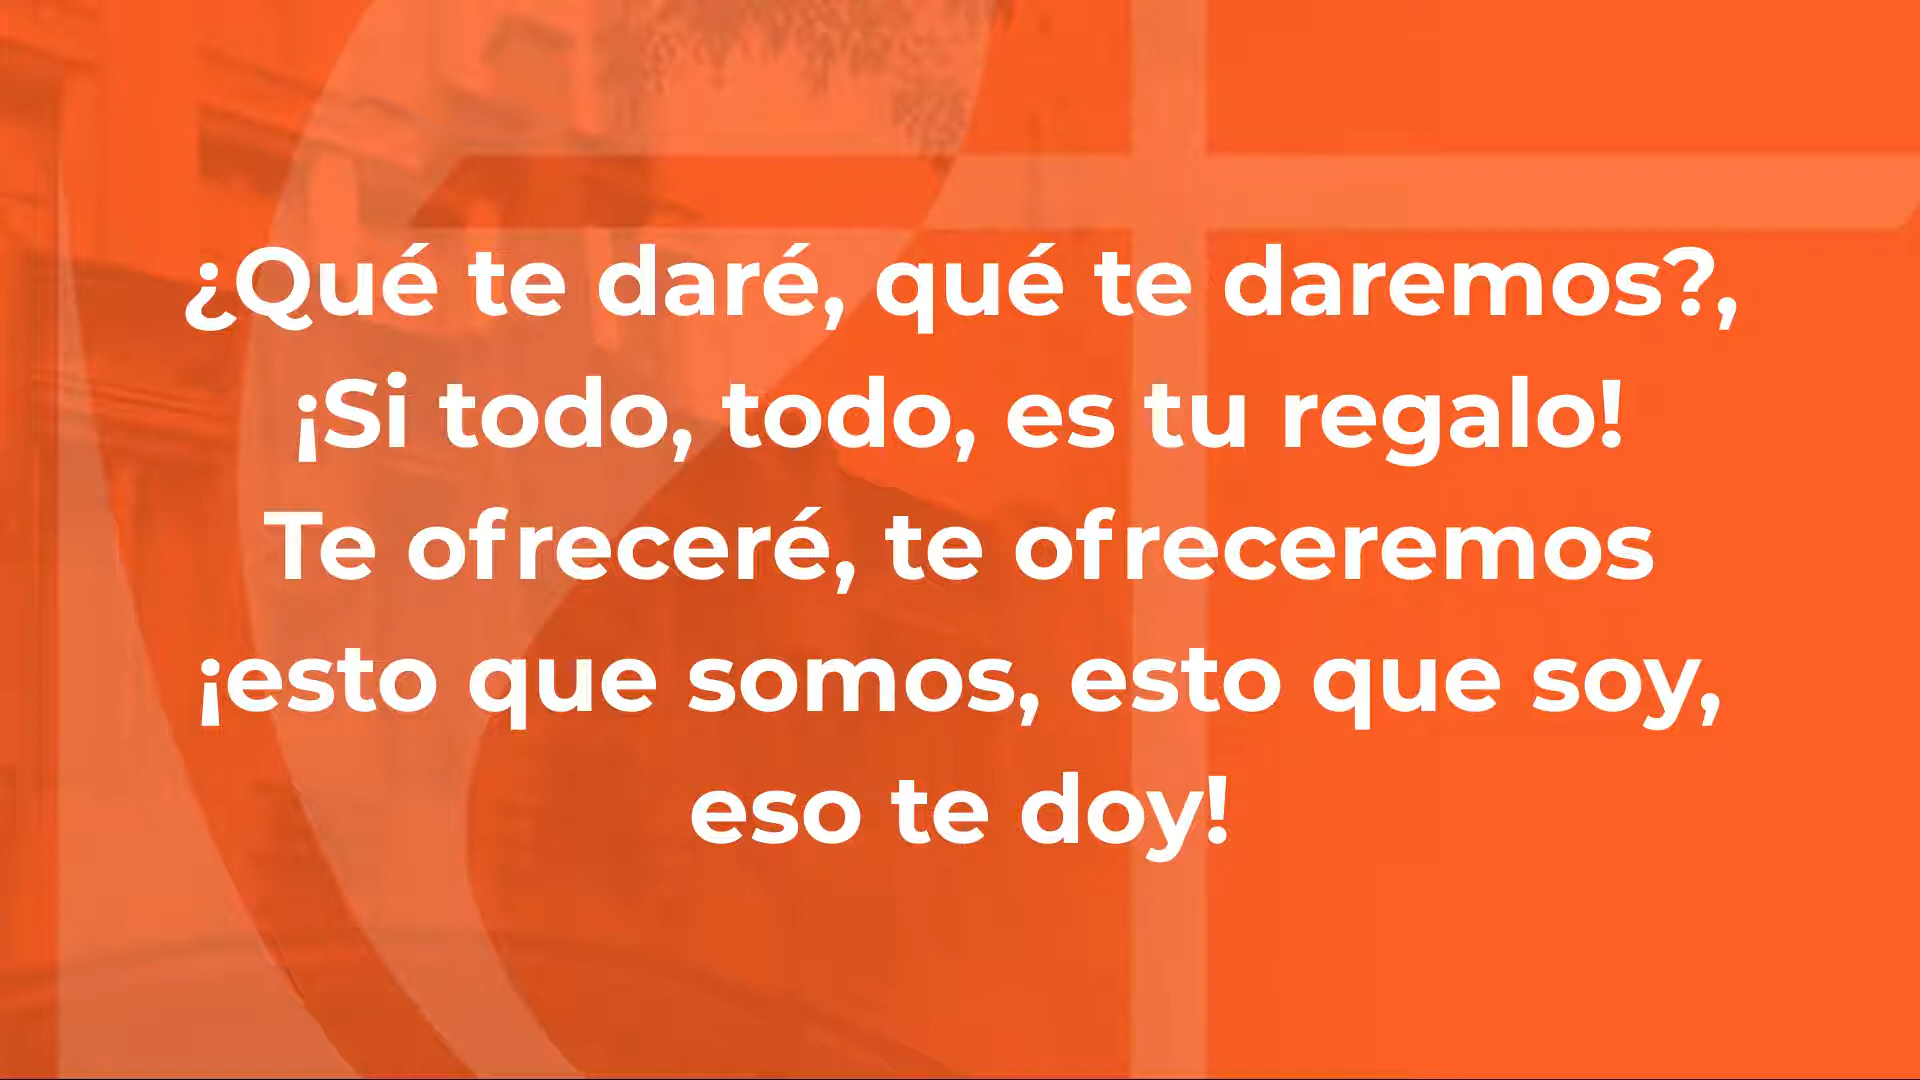 ¿Qué te daré, qué te daremos?,
¡Si todo, todo, es tu regalo!
Te ofreceré, te ofreceremos
¡esto que somos, esto que soy,
eso te doy!